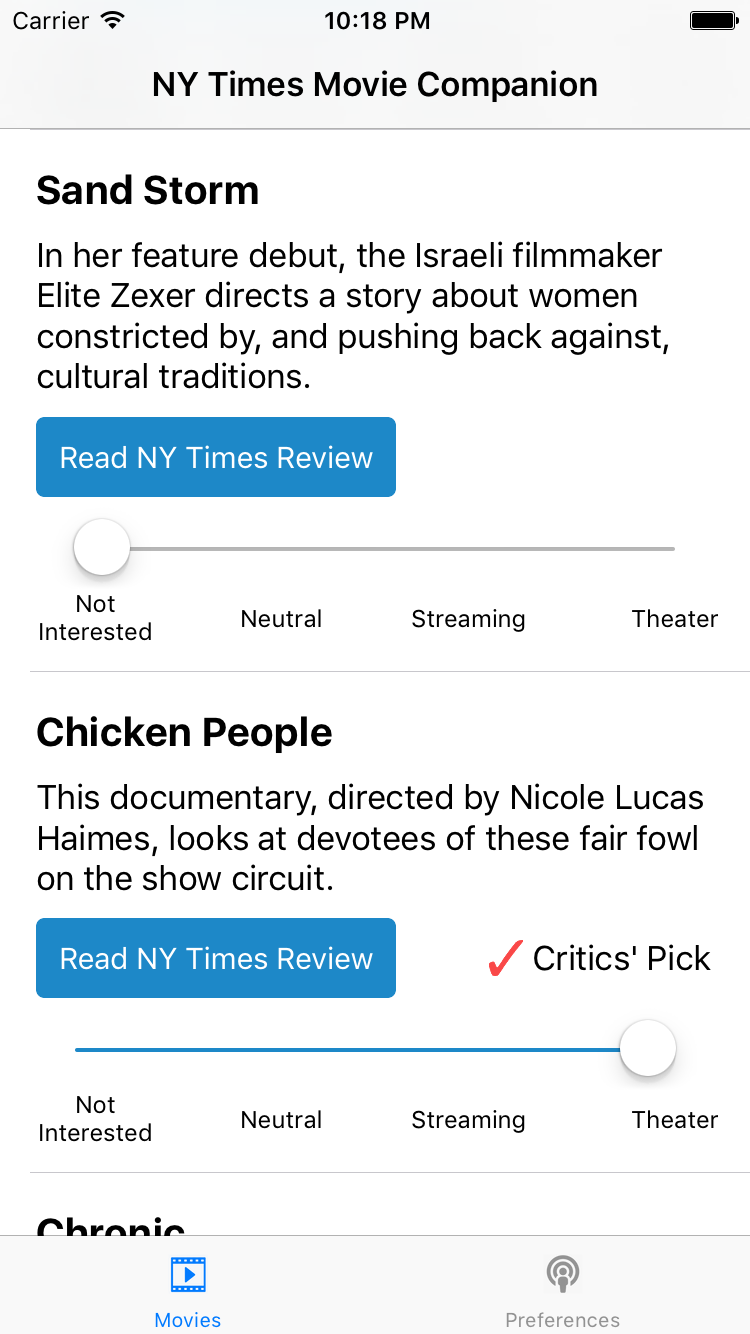 Carrier 10:18 PM
NY Times Movie Companion
Sand Storm
In her feature debut, the Israeli filmmaker
Elite Zexer directs a story about women
constricted by, and pushing back against,
cultural traditions.
Read NY Times Review
Not
Interested
Neutral
Streaming
Theater
Chicken People
This documentary, directed by Nicole Lucas
Haimes, looks at devotees of these fair fowl
on the show circuit.
Read NY Times Review
Critics' Pick
Not
Interested
Neutral
Streaming
Theater
Chronic
Movies
Preferences